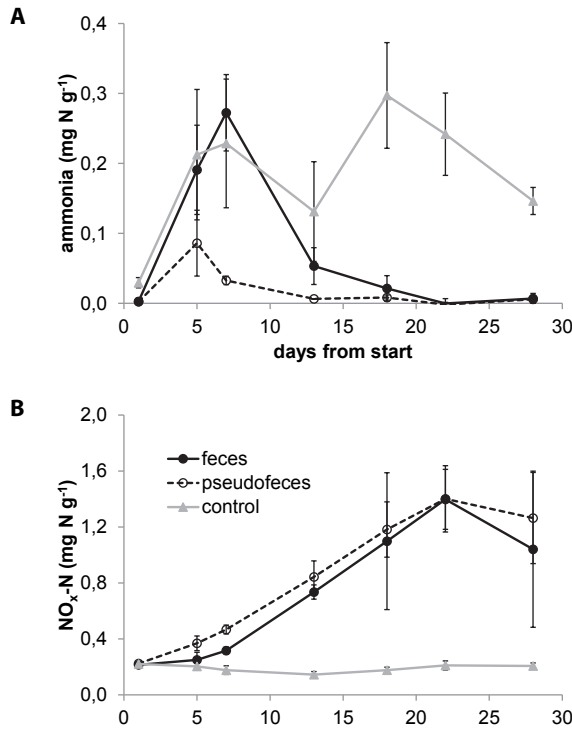 A
ammonia (mg N g⁻¹)
0,4
0,3
0,2
0,1
0,0
0 5 10 15 20 25 30
days from start
B
NOₓ-N (mg N g⁻¹)
2,0
1,6
1,2
0,8
0,4
0,0
feces
pseudofeces
control
0 5 10 15 20 25 30